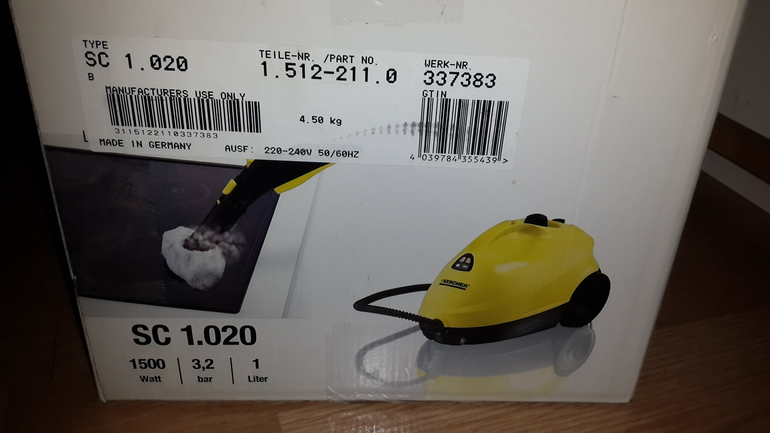 TYPE
SC 1.020
B
TEILE-NR. /PART NO.
1.512-211.0
WERK-NR.
337383
MANUFACTURERS USE ONLY
3115122110337383
4.50 kg
GTIN
4 039784 355439 >
MADE IN GERMANY
AUSF: 220-240V 50/60HZ
KÄRCHER
SC 1.020
1500 3,2 1
Watt bar Liter